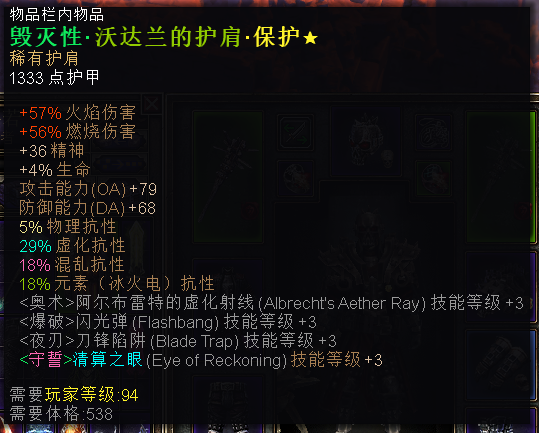 物品栏内物品
毁灭性·沃达兰的护肩·保护★
稀有护肩
1333 点护甲
+57% 火焰伤害
+56% 燃烧伤害
+36 精神
+4% 生命
攻击能力(OA) +79
防御能力(DA) +68
5% 物理抗性
29% 虚化抗性
18% 混乱抗性
18% 元素（冰火电）抗性
<奥术>阿尔布雷特的虚化射线 (Albrecht's Aether Ray) 技能等级 +3
<爆破>闪光弹 (Flashbang) 技能等级 +3
<夜刃>刀锋陷阱 (Blade Trap) 技能等级 +3
<守誓>清算之眼 (Eye of Reckoning) 技能等级 +3
需要玩家等级:94
需要体格:538